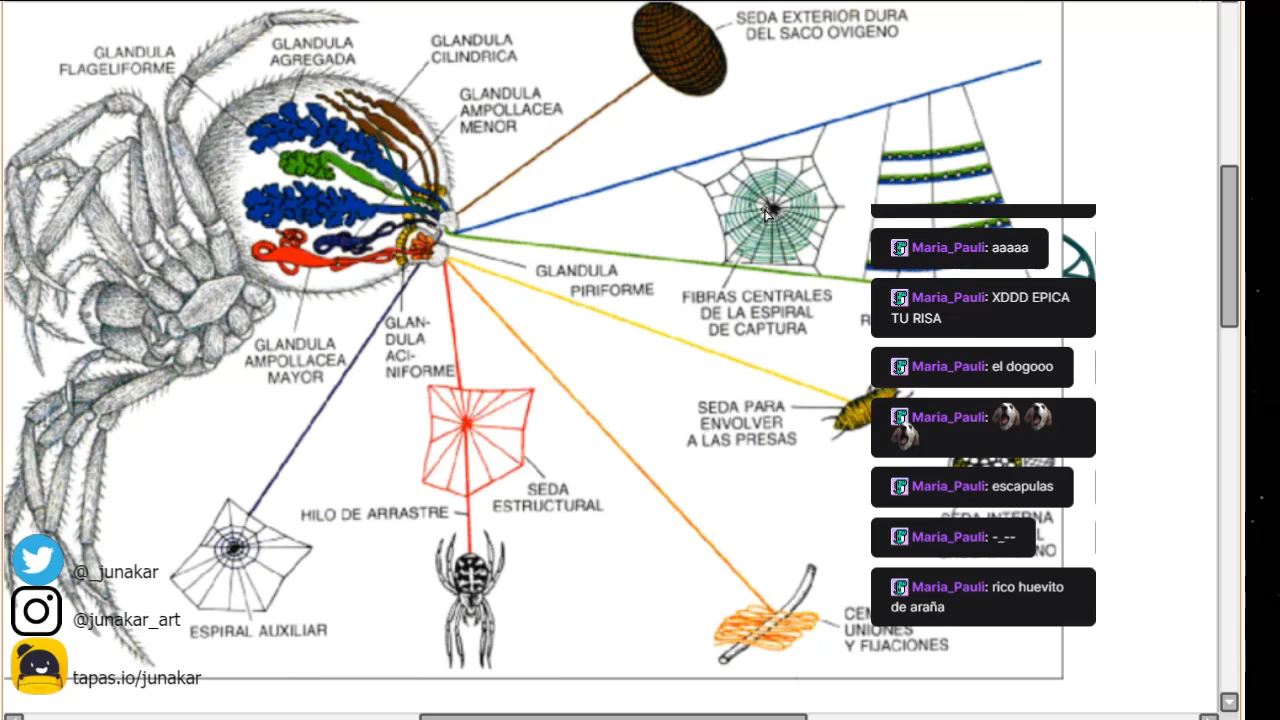 SEDA EXTERIOR DURA
DEL SACO OVIGENO
GLANDULA
FLAGELIFORME
GLANDULA
AGREGADA
GLANDULA
CILINDRICA
GLANDULA
AMPOLLACEA
MENOR
GLANDULA
PIRIFORME
FIBRAS CENTRALES
DE LA ESPIRAL
DE CAPTURA
GLAN-
DULA
ACI-
NIFORME
GLANDULA
AMPOLLACEA
MAYOR
SEDA PARA
ENVOLVER
A LAS PRESAS
SEDA
ESTRUCTURAL
HILO DE ARRASTRE
ESPIRAL AUXILIAR
UNIONES
Y FIJACIONES
Maria_Pauli: aaaaa
Maria_Pauli: XDDD EPICA
TU RISA
Maria_Pauli: el dogooo
Maria_Pauli:
Maria_Pauli: escapulas
Maria_Pauli: -_--
Maria_Pauli: rico huevito
de araña
@_junakar
@junakar_art
tapas.io/junakar